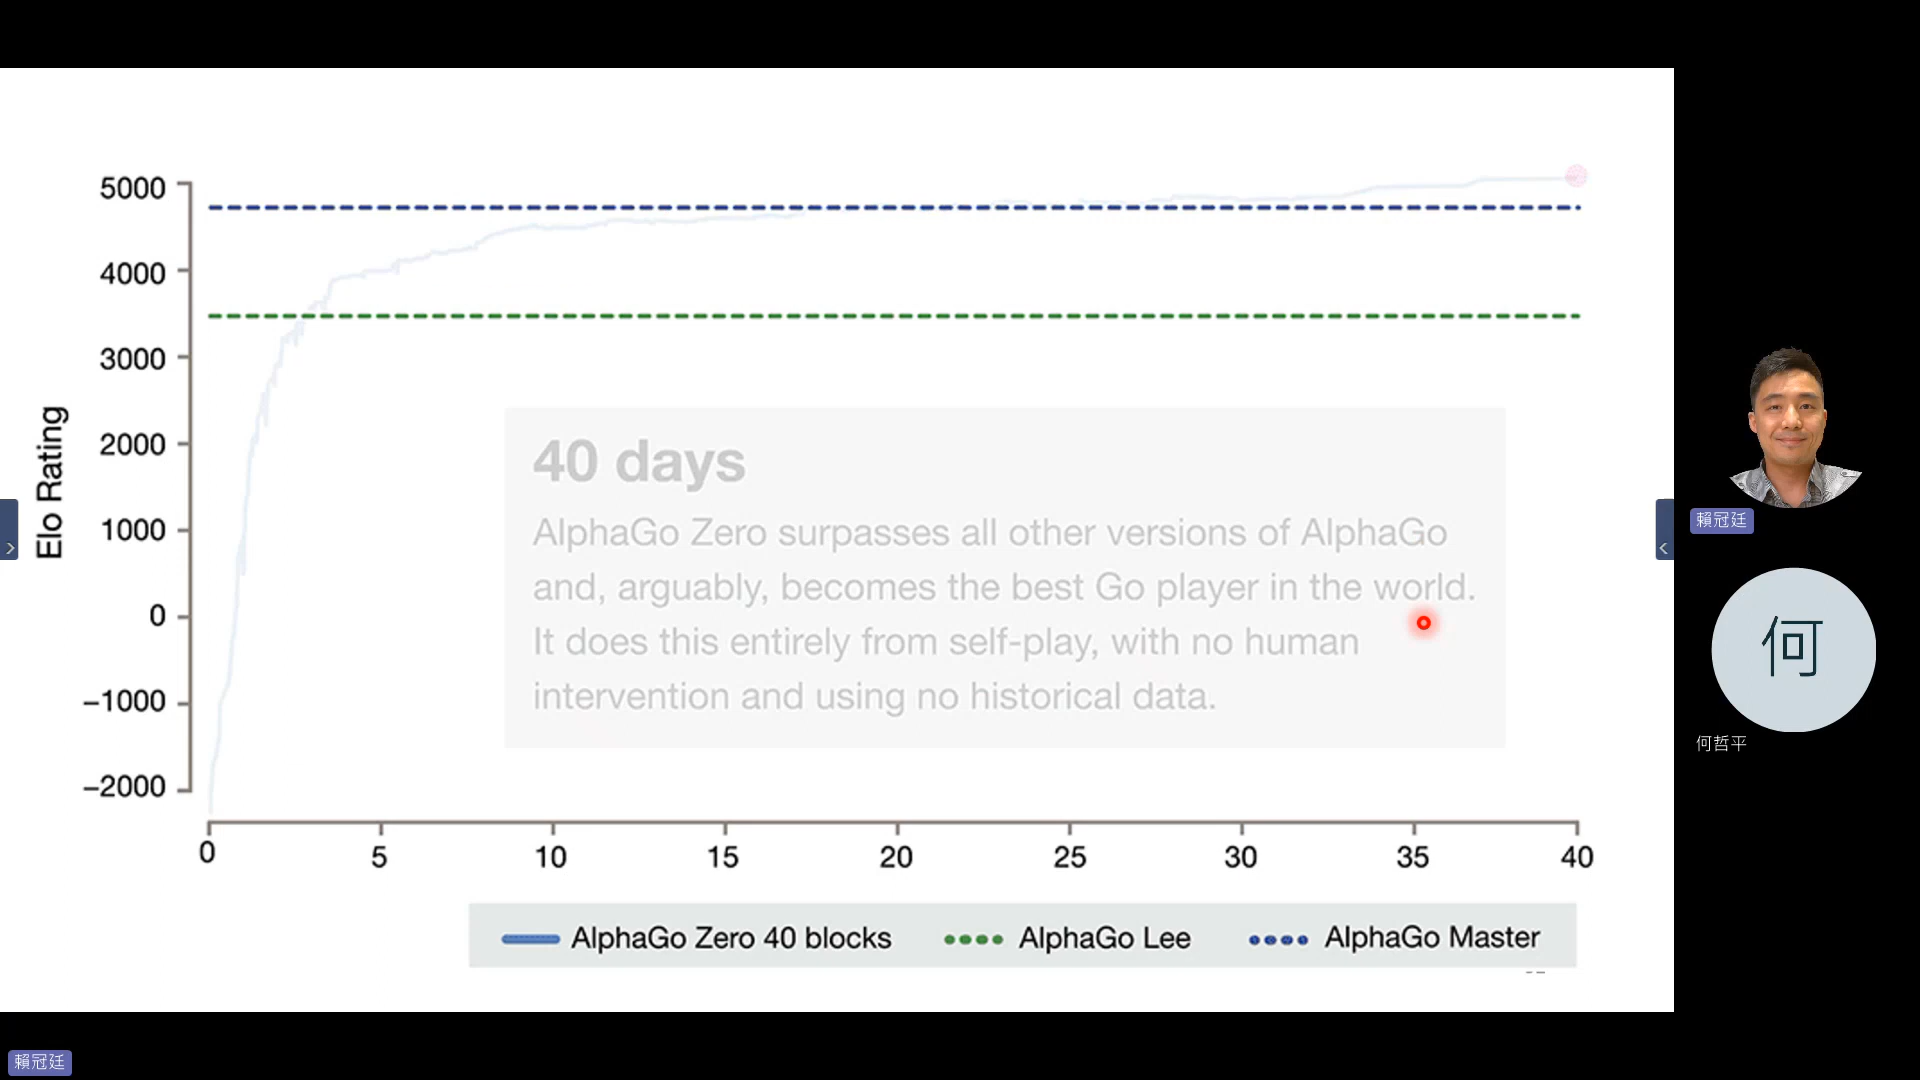 5000
4000
3000
2000
1000
0
−1000
−2000
Elo Rating
40 days
AlphaGo Zero surpasses all other versions of AlphaGo
and, arguably, becomes the best Go player in the world.
It does this entirely from self-play, with no human
intervention and using no historical data.
0 5 10 15 20 25 30 35 40
AlphaGo Zero 40 blocks AlphaGo Lee AlphaGo Master
賴冠廷
何
何哲平
賴冠廷